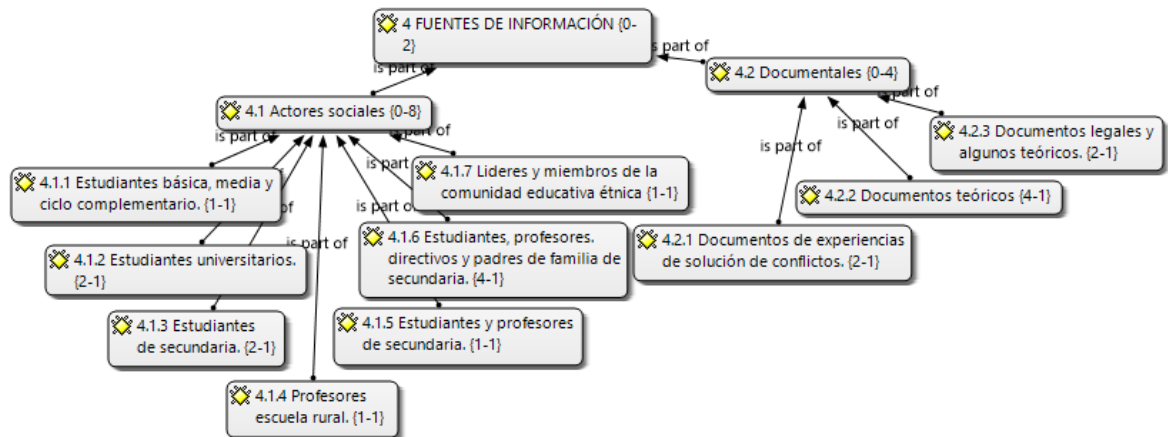 4 FUENTES DE INFORMACIÓN {0-
2}
is part of
is part of
4.2 Documentales {0-4}
4.1 Actores sociales {0-8}
is part of
is part of
is part of
4.2.3 Documentos legales y
algunos teóricos. {2-1}
is part of
4.1.7 Lideres y miembros de la
comunidad educativa étnica {1-1}
is part of
4.1.1 Estudiantes básica, media y
ciclo complementario. {1-1}
4.2.2 Documentos teóricos {4-1}
of
is part of
is part of
4.1.6 Estudiantes, profesores.
directivos y padres de familia de
secundaria. {4-1}
4.2.1 Documentos de experiencias
de solución de conflictos. {2-1}
4.1.2 Estudiantes universitarios.
{2-1}
4.1.3 Estudiantes
de secundaria. {2-1}
4.1.5 Estudiantes y profesores
de secundaria. {1-1}
4.1.4 Profesores
escuela rural. {1-1}